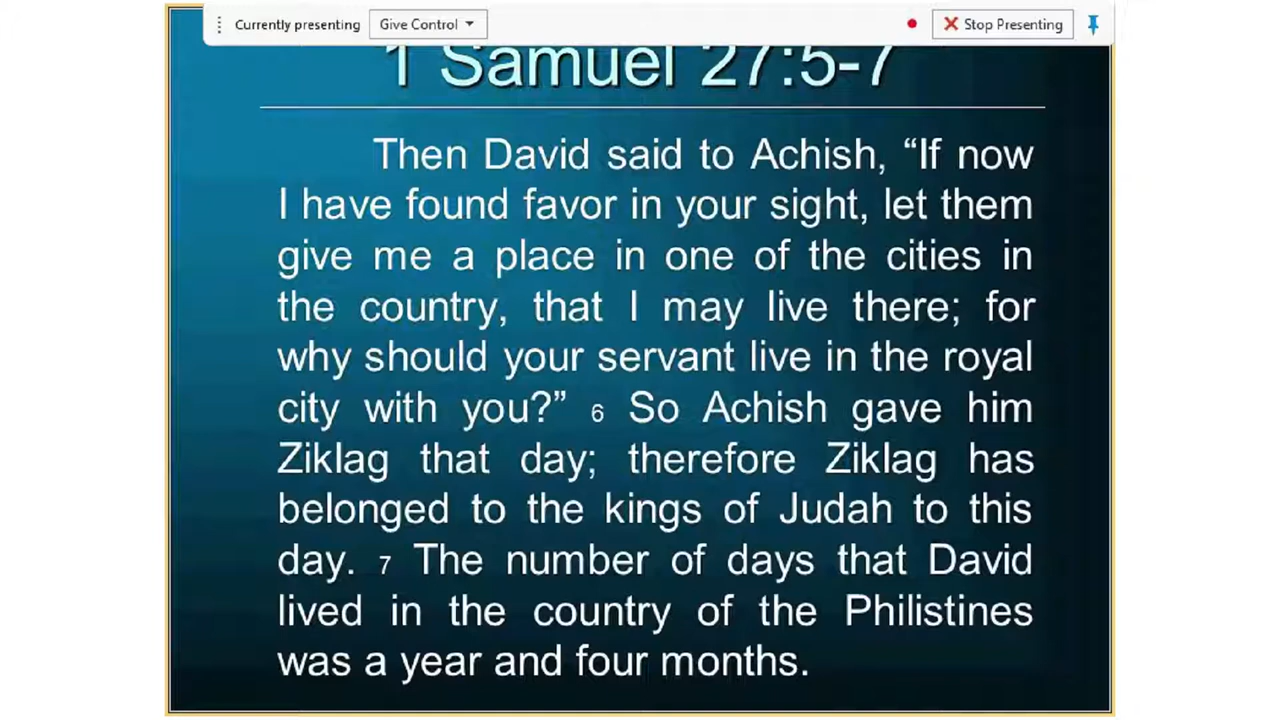 Currently presenting Give Control Stop Presenting
1 Samuel 27:5-7
Then David said to Achish, “If now
I have found favor in your sight, let them
give me a place in one of the cities in
the country, that I may live there; for
why should your servant live in the royal
city with you?” 6 So Achish gave him
Ziklag that day; therefore Ziklag has
belonged to the kings of Judah to this
day. 7 The number of days that David
lived in the country of the Philistines
was a year and four months.